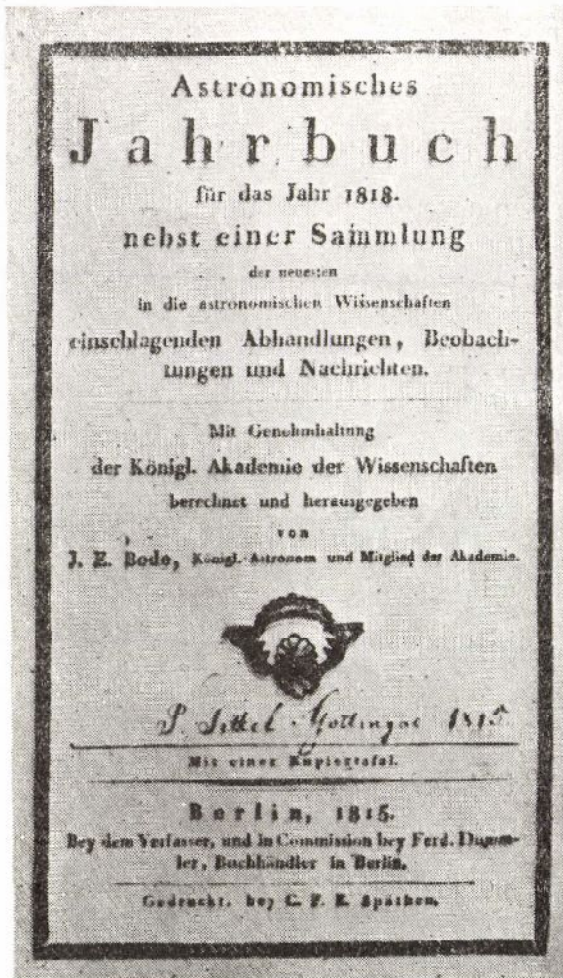 Astronomisches
Jahrbuch
für das Jahr 1818.
nebst einer Sammlung
der neuesten
in die astronomischen Wissenschaften
einschlagenden Abhandlungen, Beobach-
tungen und Nachrichten.
Mit Genehmhaltung
der Königl. Akademie der Wissenschaften
berechnet und herausgegeben
von
J. E. Bode, Königl. Astronom und Mitglied der Akademie.
P. Gottingae 1815
Mit einer Kupfertafel.
Berlin, 1815.
Bey dem Verfasser, und in Commission bey Ferd. Dümm-
ler, Buchhändler in Berlin.
Gedruckt, bey C. F. E. Späthen.